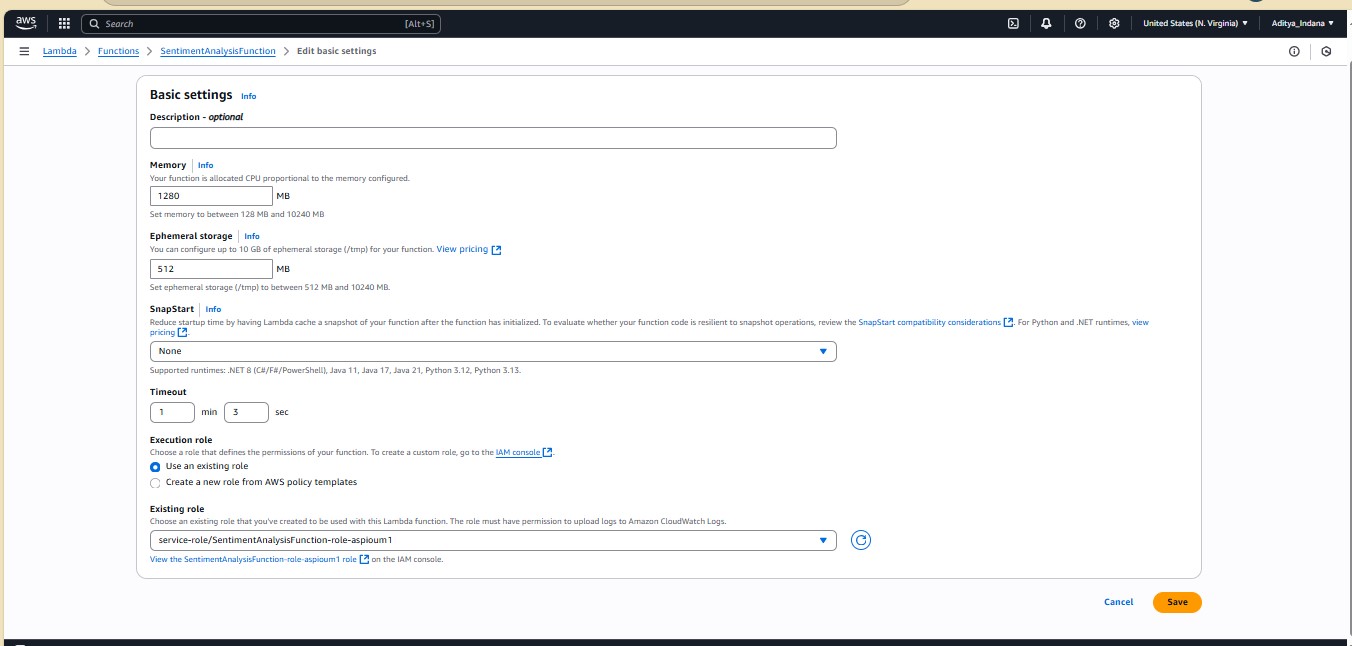 aws
Search [Alt+S]
United States (N. Virginia) Aditya_Indana
Lambda > Functions > SentimentAnalysisFunction > Edit basic settings
Basic settings Info
Description - optional
Memory Info
Your function is allocated CPU proportional to the memory configured.
1280 MB
Set memory to between 128 MB and 10240 MB
Ephemeral storage Info
You can configure up to 10 GB of ephemeral storage (/tmp) for your function. View pricing
512 MB
Set ephemeral storage (/tmp) to between 512 MB and 10240 MB.
SnapStart Info
Reduce startup time by having Lambda cache a snapshot of your function after the function has initialized. To evaluate whether your function code is resilient to snapshot operations, review the SnapStart compatibility considerations. For Python and .NET runtimes, view
pricing.
None
Supported runtimes: .NET 8 (C#/F#/PowerShell), Java 11, Java 17, Java 21, Python 3.12, Python 3.13.
Timeout
1 min 3 sec
Execution role
Choose a role that defines the permissions of your function. To create a custom role, go to the IAM console.
Use an existing role
Create a new role from AWS policy templates
Existing role
Choose an existing role that you've created to be used with this Lambda function. The role must have permission to upload logs to Amazon CloudWatch Logs.
service-role/SentimentAnalysisFunction-role-aspioum1
View the SentimentAnalysisFunction-role-aspioum1 role on the IAM console.
Cancel Save